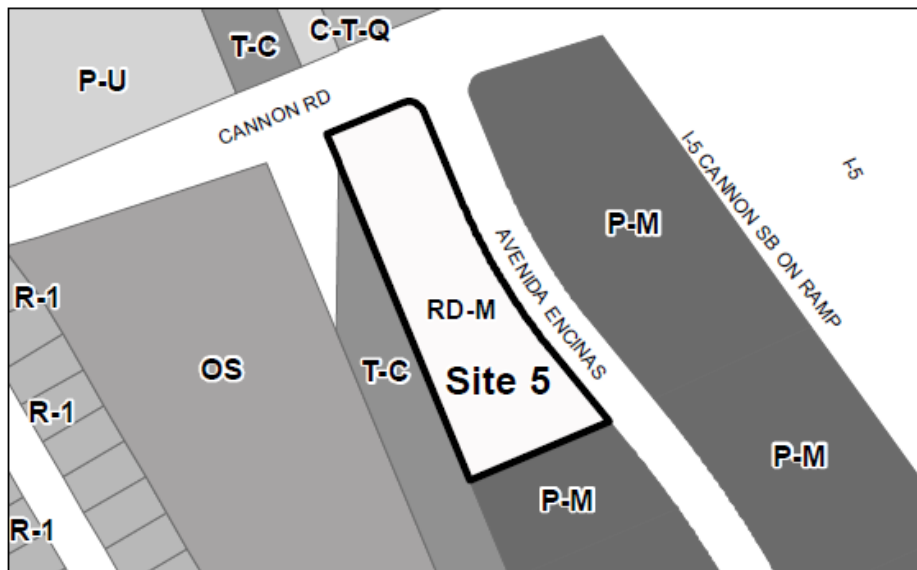 C-T-Q
T-C
P-U
CANNON RD
I-5 CANNON SB ON RAMP
I-5
P-M
AVENIDA ENCINAS
R-1
RD-M
OS
T-C
Site 5
R-1
P-M
P-M
R-1